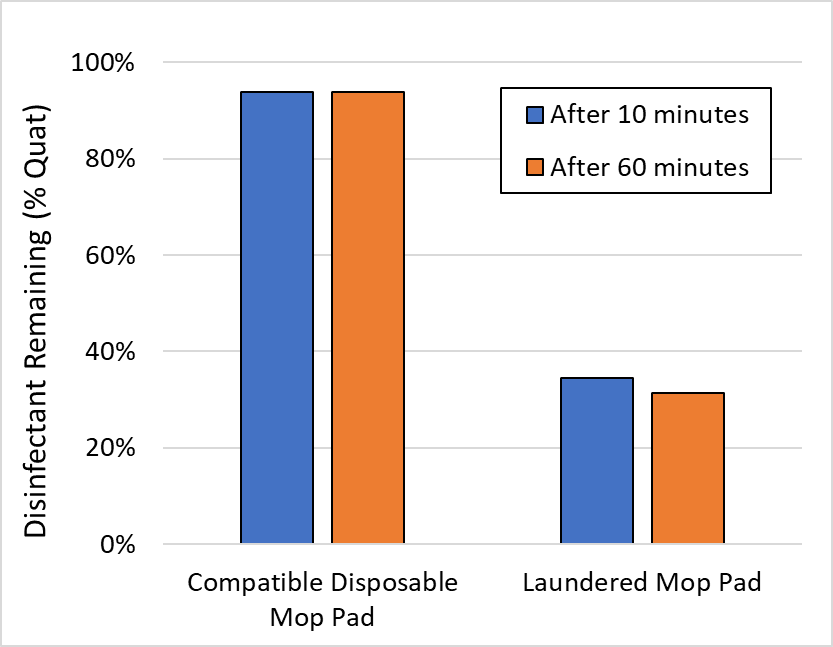 Disinfectant Remaining (% Quat)
100%
80%
60%
40%
20%
0%
After 10 minutes
After 60 minutes
Compatible Disposable
Mop Pad
Laundered Mop Pad